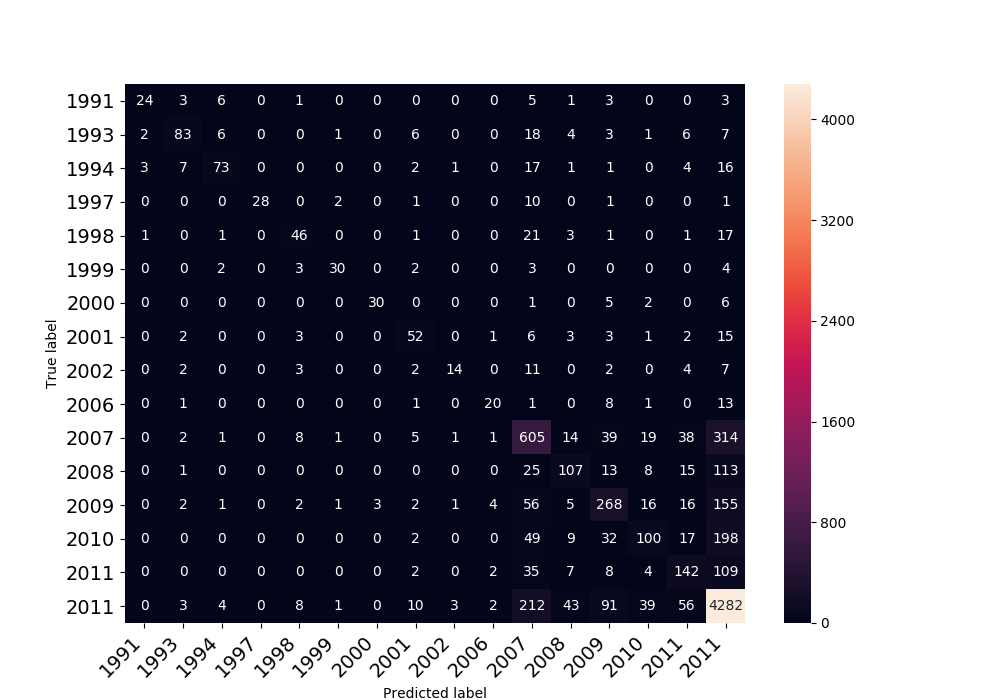 1991 24 3 6 0 1 0 0 0 0 0 5 1 3 0 0 3
1993 2 83 6 0 0 1 0 6 0 0 18 4 3 1 6 7
1994 3 7 73 0 0 0 0 2 1 0 17 1 1 0 4 16
1997 0 0 0 28 0 2 0 1 0 0 10 0 1 0 0 1
1998 1 0 1 0 46 0 0 1 0 0 21 3 1 0 1 17
1999 0 0 2 0 3 30 0 2 0 0 3 0 0 0 0 4
2000 0 0 0 0 0 0 30 0 0 0 1 0 5 2 0 6
2001 0 2 0 0 3 0 0 52 0 1 6 3 3 1 2 15
2002 0 2 0 0 3 0 0 2 14 0 11 0 2 0 4 7
2006 0 1 0 0 0 0 0 1 0 20 1 0 8 1 0 13
2007 0 2 1 0 8 1 0 5 1 1 605 14 39 19 38 314
2008 0 1 0 0 0 0 0 0 0 0 25 107 13 8 15 113
2009 0 2 1 0 2 1 3 2 1 4 56 5 268 16 16 155
2010 0 0 0 0 0 0 0 2 0 0 49 9 32 100 17 198
2011 0 0 0 0 0 0 0 2 0 2 35 7 8 4 142 109
2011 0 3 4 0 8 1 0 10 3 2 212 43 91 39 56 4282
True label
1991 1993 1994 1997 1998 1999 2000 2001 2002 2006 2007 2008 2009 2010 2011 2011
Predicted label
4000
3200
2400
1600
800
0